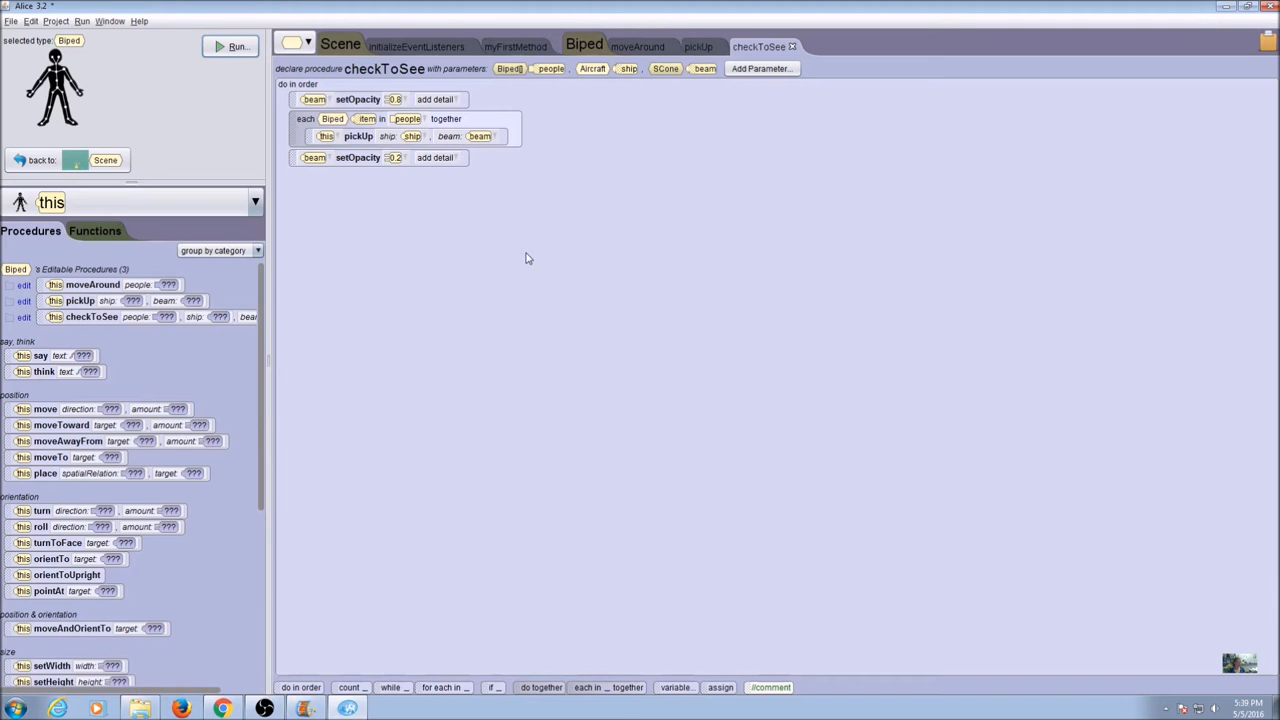 Alice 3.2 *
File Edit Project Run Window Help
selected type: Biped
Run...
back to: Scene
this
Procedures Functions
group by category
Biped 's Editable Procedures (3)
edit this moveAround people: ???
edit this pickUp ship: ??? , beam: ???
edit this checkToSee people: ??? , ship: ??? , bea
say, think
this say text: ???
this think text: ???
position
this move direction: ??? , amount: ???
this moveToward target: ??? , amount: ???
this moveAwayFrom target: ??? , amount: ???
this moveTo target: ???
this place spatialRelation: ??? , target: ???
orientation
this turn direction: ??? , amount: ???
this roll direction: ??? , amount: ???
this turnToFace target: ???
this orientTo target: ???
this orientToUpright
this pointAt target: ???
position & orientation
this moveAndOrientTo target: ???
size
this setWidth width: ???
this setHeight height: ???
Scene initializeEventListeners myFirstMethod Biped moveAround pickUp checkToSee
declare procedure checkToSee with parameters: Biped[] people , Aircraft ship , SCone beam Add Parameter...
do in order
beam setOpacity 0.8 add detail
each Biped item in people together
this pickUp ship: ship , beam: beam
beam setOpacity 0.2 add detail
do in order count _ while _ for each in _ if _ do together each in _ together variable... assign //comment
5:39 PM
5/5/2016